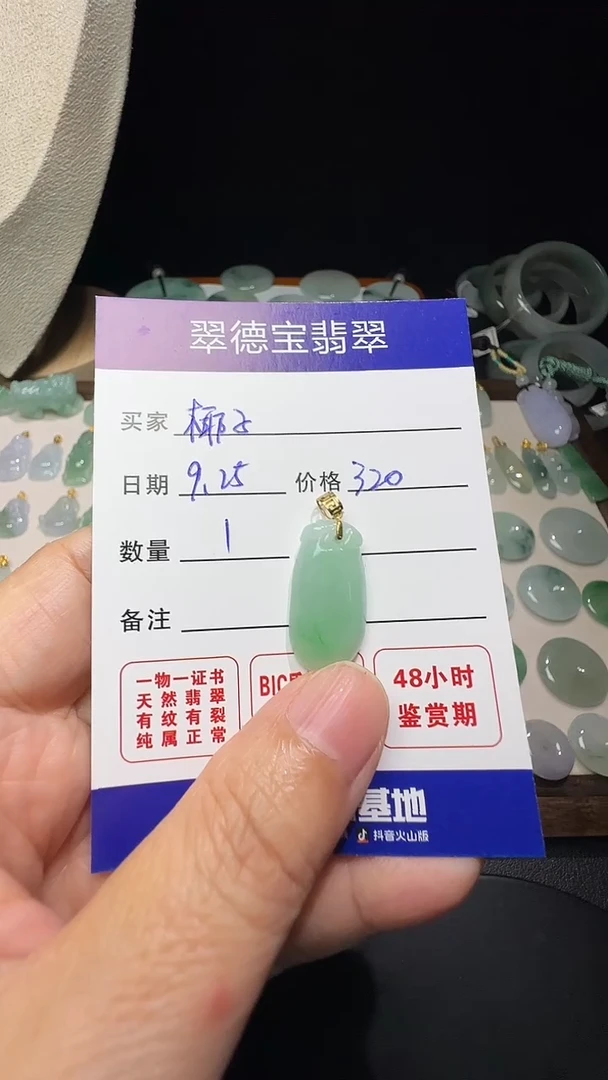 翠德宝翡翠
买家 椰子
日期 9.25 价格 320
数量 1
备注
一物一证书
天然翡翠
有纹有裂
纯属正常
BIC
48小时
鉴赏期
基地
抖音火山版